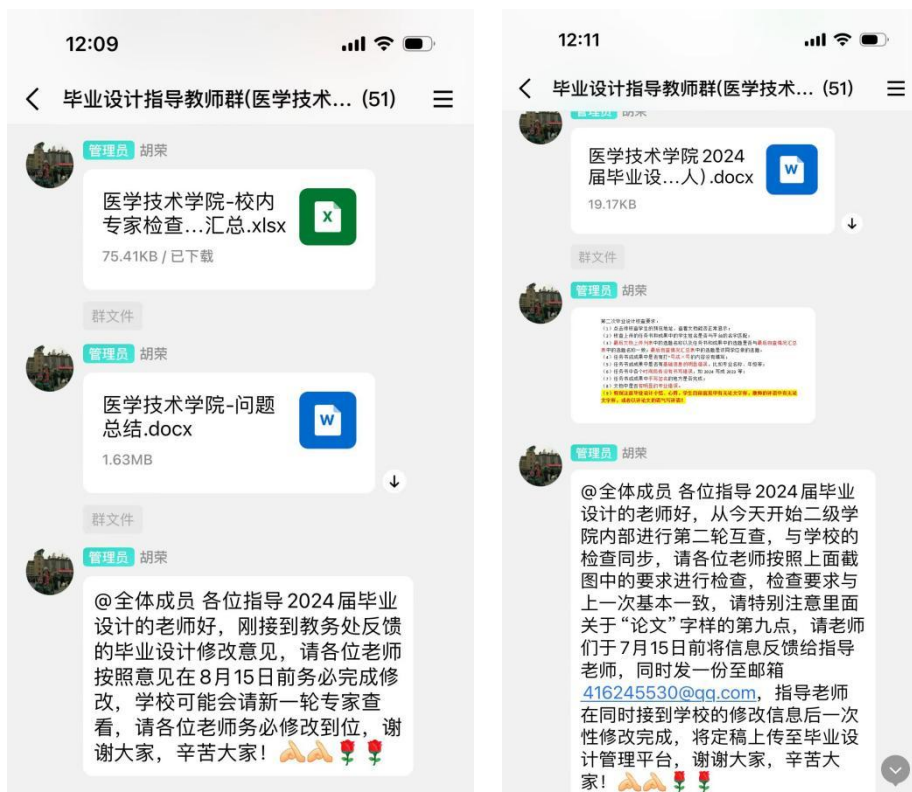 12:09
毕业设计指导教师群(医学技术... (51)
管理员 胡荣
医学技术学院-校内
专家检查...汇总.xlsx
75.41KB / 已下载
群文件
管理员 胡荣
医学技术学院-问题
总结.docx
1.63MB
群文件
管理员 胡荣
@全体成员 各位指导2024届毕业
设计的老师好，刚接到教务处反馈
的毕业设计修改意见，请各位老师
按照意见在8月15日前务必完成修
改，学校可能会请新一轮专家查
看，请各位老师务必修改到位，谢
谢大家，辛苦大家！
12:11
毕业设计指导教师群(医学技术... (51)
管理员 胡荣
医学技术学院2024
届毕业设...人).docx
19.17KB
群文件
管理员 胡荣
第二次毕业设计核查要求：
管理员 胡荣
@全体成员 各位指导2024届毕业
设计的老师好，从今天开始二级学
院内部进行第二轮互查，与学校的
检查同步，请各位老师按照上面截
图中的要求进行检查，检查要求与
上一次基本一致，请特别注意里面
关于“论文”字样的第九点，请老师
们于7月15日前将信息反馈给指导
老师，同时发一份至邮箱
416245530@qq.com，指导老师
在同时接到学校的修改信息后一次
性修改完成，将定稿上传至毕业设
计管理平台，谢谢大家，辛苦大
家！